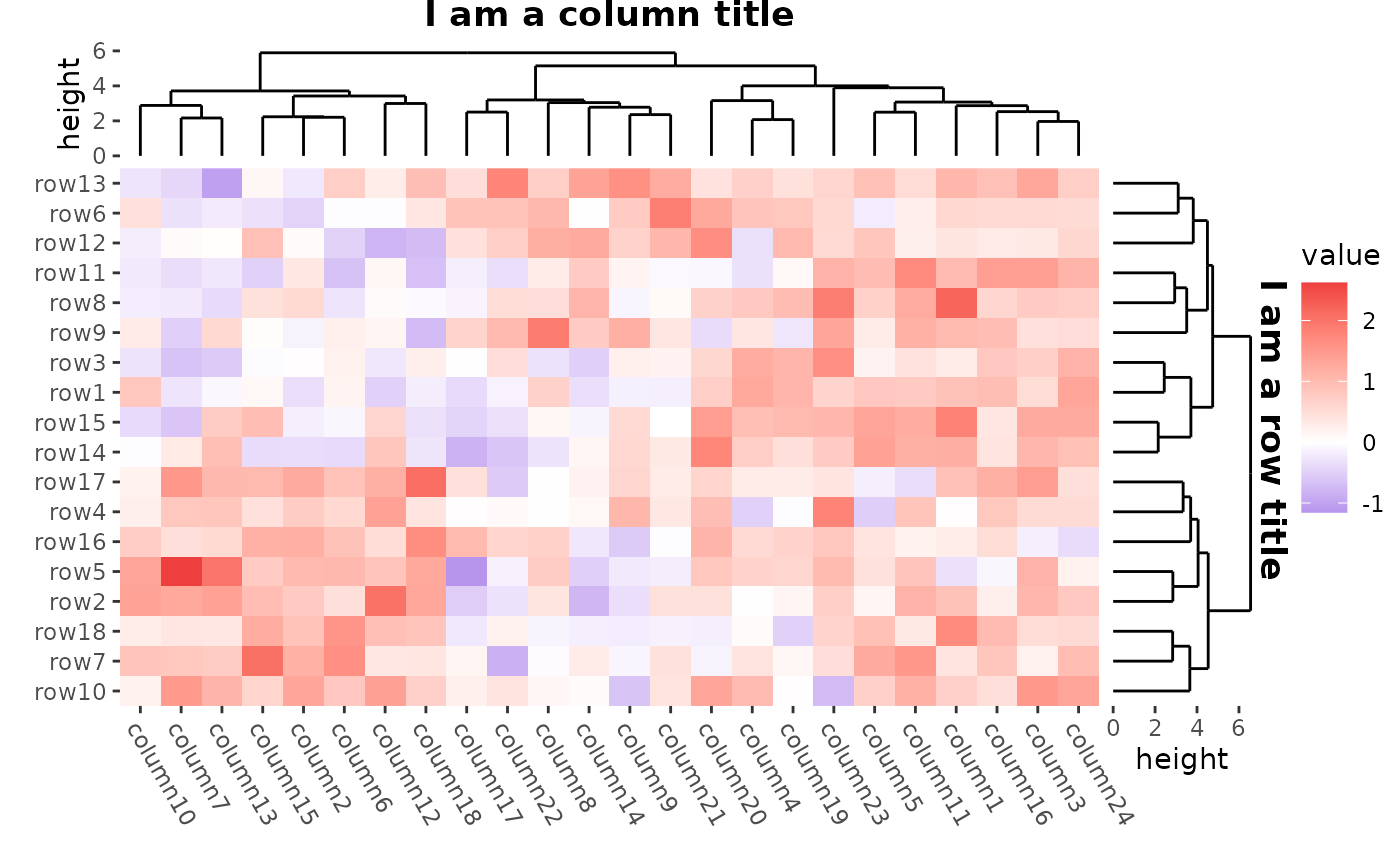 I am a column title
height
6
4
2
0
row13
row6
row12
row11
row8
row9
row3
row1
row15
row14
row17
row4
row16
row5
row2
row18
row7
row10
column10
column7
column13
column15
column2
column6
column12
column18
column17
column22
column8
column14
column9
column21
column20
column4
column19
column23
column5
column11
column1
column16
column3
column24
0 2 4 6
height
I am a row title
value
2
1
0
-1